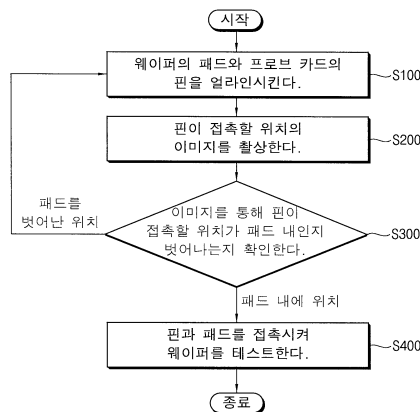 시작
웨이퍼의 패드와 프로브 카드의
핀을 얼라인시킨다.
S100
핀이 접촉할 위치의
이미지를 촬상한다.
S200
패드를
벗어난 위치
이미지를 통해 핀이
접촉할 위치가 패드 내인지
벗어나는지 확인한다.
S300
패드 내에 위치
핀과 패드를 접촉시켜
웨이퍼를 테스트한다.
S400
종료